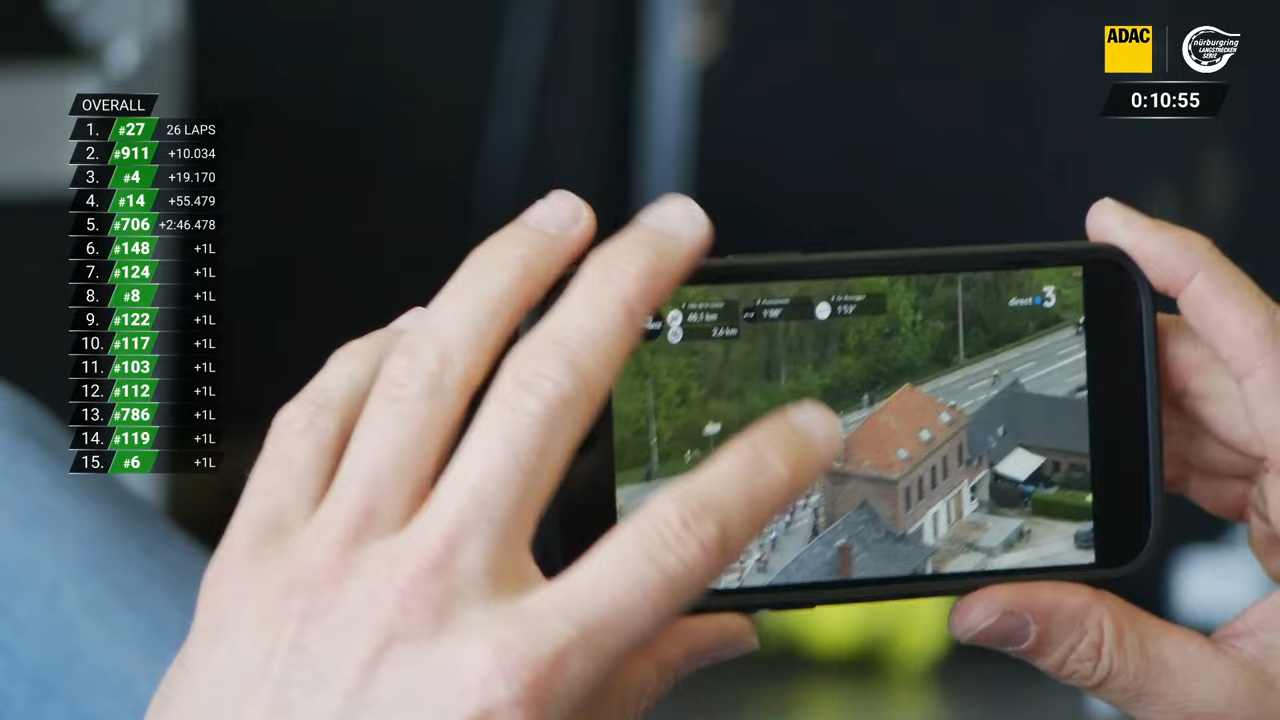 ADAC
nürburgring
LANGSTRECKEN
SERIE
0:10:55
OVERALL
1. #27 26 LAPS
2. #911 +10.034
3. #4 +19.170
4. #14 +55.479
5. #706 +2:46.478
6. #148 +1L
7. #124 +1L
8. #8 +1L
9. #122 +1L
10. #117 +1L
11. #103 +1L
12. #112 +1L
13. #786 +1L
14. #119 +1L
15. #6 +1L
direct 3